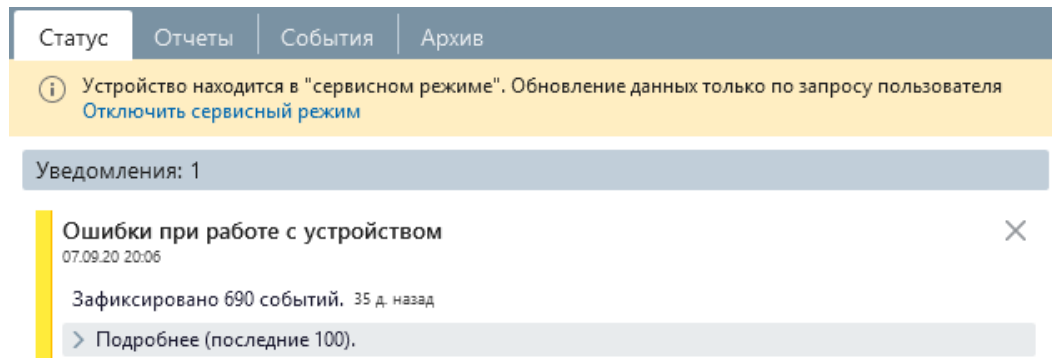 Статус Отчеты События Архив
Устройство находится в "сервисном режиме". Обновление данных только по запросу пользователя
Отключить сервисный режим
Уведомления: 1
Ошибки при работе с устройством
07.09.20 20:06
Зафиксировано 690 событий. 35 д. назад
Подробнее (последние 100).